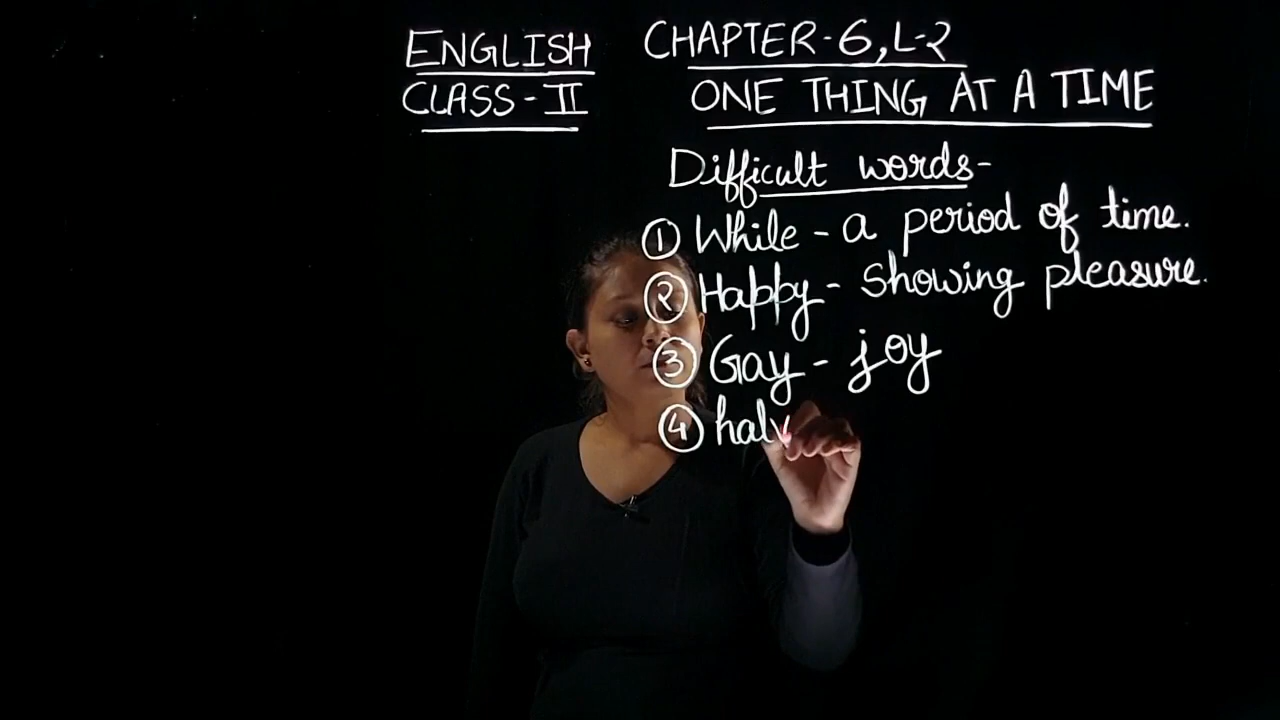 ENGLISH
CLASS-II
CHAPTER-6, L-2
ONE THING AT A TIME
Difficult words-
① While - a period of time.
② Happy - Showing pleasure.
③ Gay - joy
④ halv